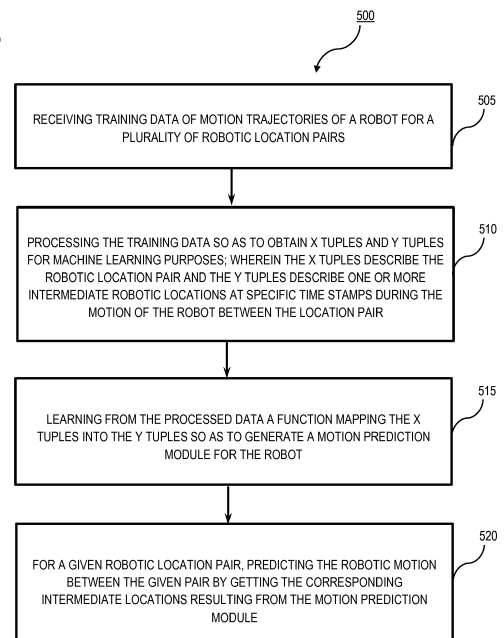 500
RECEIVING TRAINING DATA OF MOTION TRAJECTORIES OF A ROBOT FOR A
PLURALITY OF ROBOTIC LOCATION PAIRS
505
PROCESSING THE TRAINING DATA SO AS TO OBTAIN X TUPLES AND Y TUPLES
FOR MACHINE LEARNING PURPOSES; WHEREIN THE X TUPLES DESCRIBE THE
ROBOTIC LOCATION PAIR AND THE Y TUPLES DESCRIBE ONE OR MORE
INTERMEDIATE ROBOTIC LOCATIONS AT SPECIFIC TIME STAMPS DURING THE
MOTION OF THE ROBOT BETWEEN THE LOCATION PAIR
510
LEARNING FROM THE PROCESSED DATA A FUNCTION MAPPING THE X
TUPLES INTO THE Y TUPLES SO AS TO GENERATE A MOTION PREDICTION
MODULE FOR THE ROBOT
515
FOR A GIVEN ROBOTIC LOCATION PAIR, PREDICTING THE ROBOTIC MOTION
BETWEEN THE GIVEN PAIR BY GETTING THE CORRESPONDING
INTERMEDIATE LOCATIONS RESULTING FROM THE MOTION PREDICTION
MODULE
520